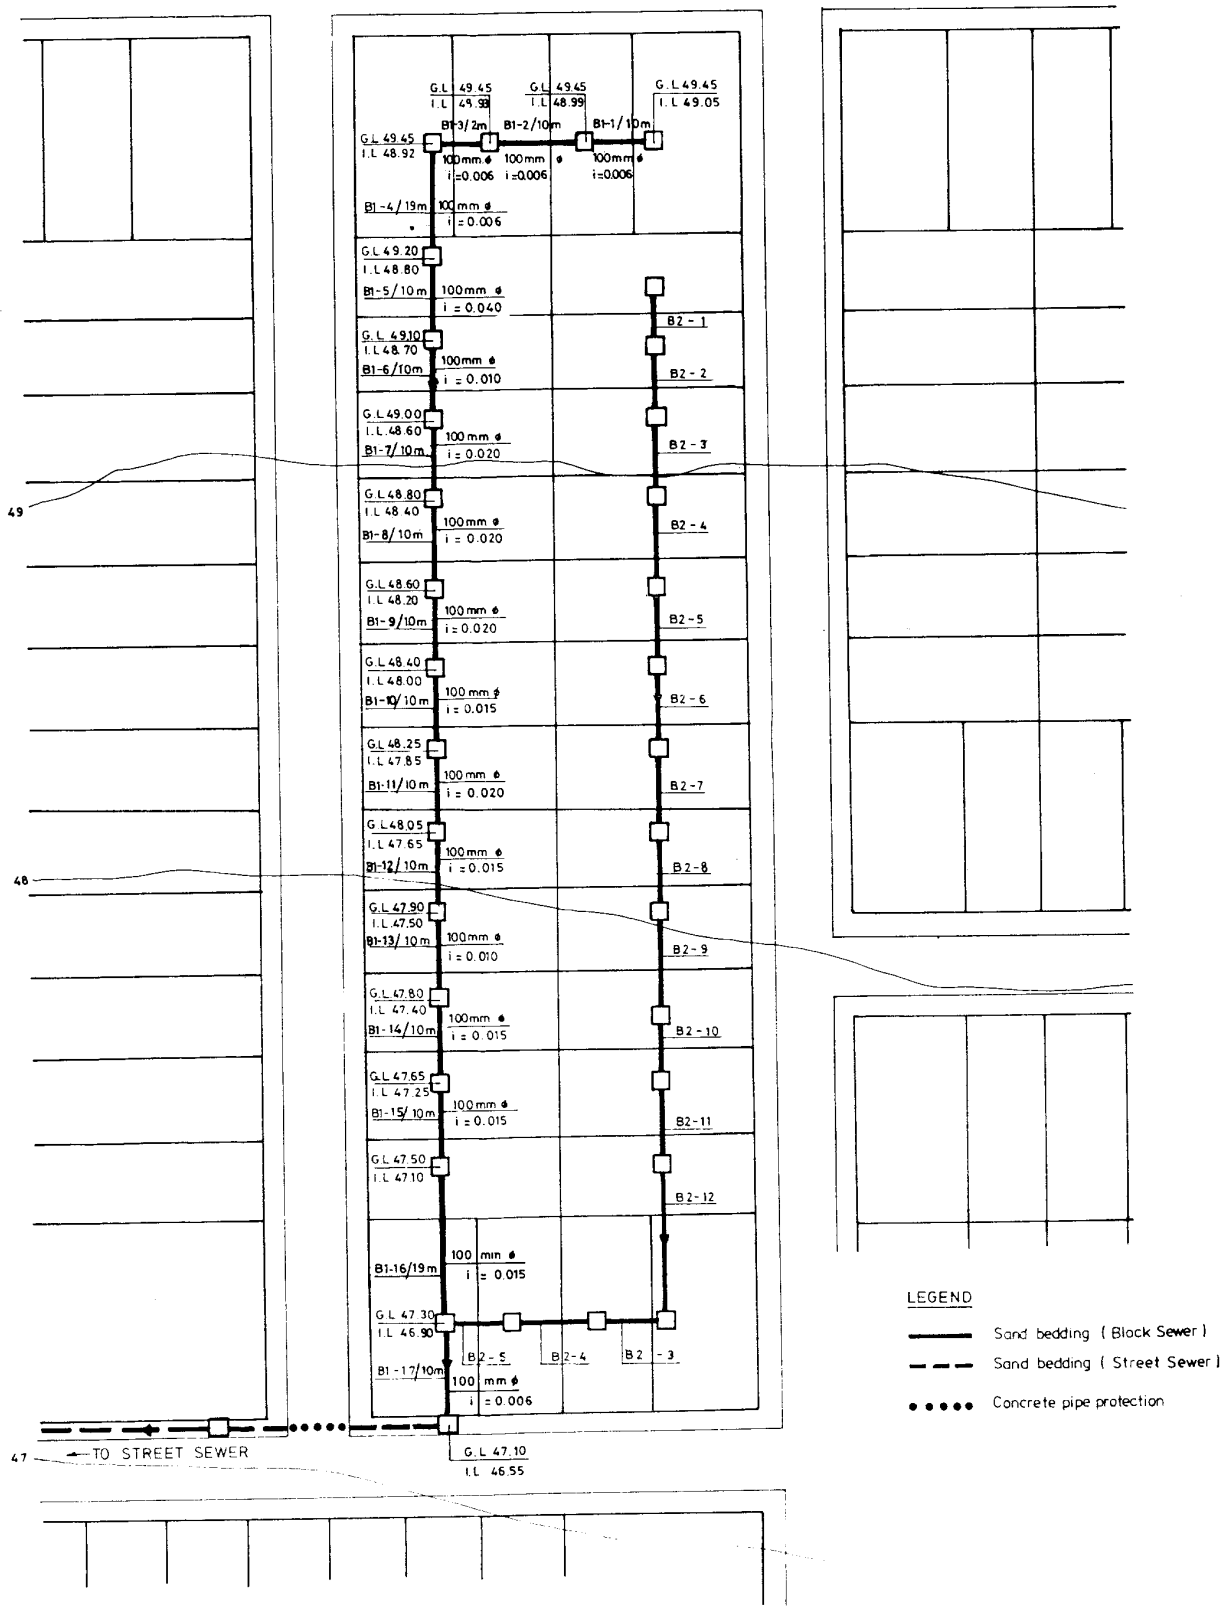 G.L 49.45
I.L 48.93
G.L 49.45
I.L 48.99
G.L 49.45
I.L 49.05
B1-3/2m
B1-2/10m
B1-1/10m
G.L 49.45
I.L 48.92
100mm ø
i=0.006
100mm ø
i=0.006
100mm ø
i=0.006
B1-4/19m
100mm ø
i=0.006
G.L 49.20
I.L 48.80
B1-5/10m
100mm ø
i = 0.040
B2-1
G.L 49.10
I.L 48.70
B1-6/10m
100mm ø
i = 0.010
B2-2
G.L 49.00
I.L 48.60
B1-7/10m
100mm ø
i = 0.020
B2-3
49
G.L 48.80
I.L 48.40
B1-8/10m
100mm ø
i = 0.020
B2-4
G.L 48.60
I.L 48.20
B1-9/10m
100mm ø
i = 0.020
B2-5
G.L 48.40
I.L 48.00
B1-10/10m
100mm ø
i = 0.015
B2-6
G.L 48.25
I.L 47.85
B1-11/10m
100mm ø
i = 0.020
B2-7
G.L 48.05
I.L 47.65
B1-12/10m
100mm ø
i = 0.015
B2-8
48
G.L 47.90
I.L 47.50
B1-13/10m
100mm ø
i = 0.010
B2-9
G.L 47.80
I.L 47.40
B1-14/10m
100mm ø
i = 0.015
B2-10
G.L 47.65
I.L 47.25
B1-15/10m
100mm ø
i = 0.015
B2-11
G.L 47.50
I.L 47.10
B2-12
B1-16/19m
100 mm ø
i = 0.015
G.L 47.30
I.L 46.90
B2-5
B2-4
B2-3
B1-17/10m
100 mm ø
i = 0.006
LEGEND
Sand bedding ( Block Sewer )
Sand bedding ( Street Sewer )
Concrete pipe protection
TO STREET SEWER
47
G.L 47.10
I.L 46.55